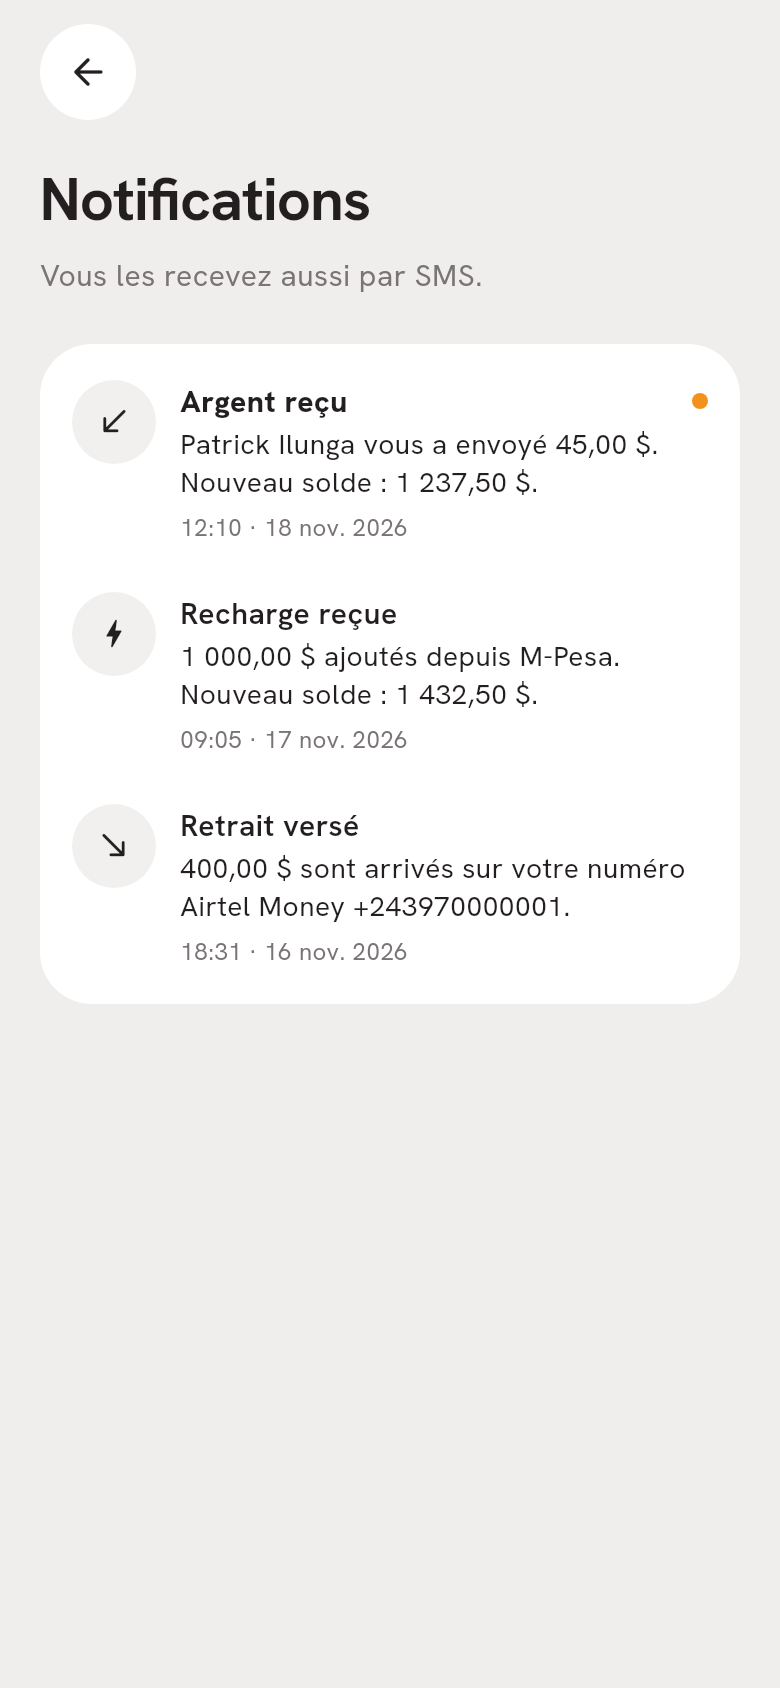 Notifications
Vous les recevez aussi par SMS.
Argent reçu
Patrick Ilunga vous a envoyé 45,00 $.
Nouveau solde : 1 237,50 $.
12:10 · 18 nov. 2026
Recharge reçue
1 000,00 $ ajoutés depuis M-Pesa.
Nouveau solde : 1 432,50 $.
09:05 · 17 nov. 2026
Retrait versé
400,00 $ sont arrivés sur votre numéro
Airtel Money +243970000001.
18:31 · 16 nov. 2026